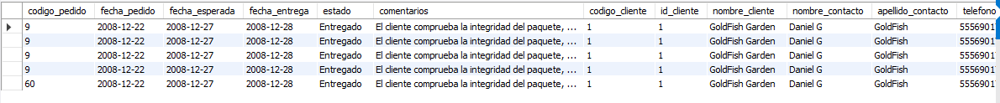 codigo_pedido fecha_pedido fecha_esperada fecha_entrega estado comentarios codigo_cliente id_cliente nombre_cliente nombre_contacto apellido_contacto telefono
9 2008-12-22 2008-12-27 2008-12-28 Entregado El cliente comprueba la integridad del paquete, ... 1 1 GoldFish Garden Daniel G GoldFish 5556901
9 2008-12-22 2008-12-27 2008-12-28 Entregado El cliente comprueba la integridad del paquete, ... 1 1 GoldFish Garden Daniel G GoldFish 5556901
9 2008-12-22 2008-12-27 2008-12-28 Entregado El cliente comprueba la integridad del paquete, ... 1 1 GoldFish Garden Daniel G GoldFish 5556901
9 2008-12-22 2008-12-27 2008-12-28 Entregado El cliente comprueba la integridad del paquete, ... 1 1 GoldFish Garden Daniel G GoldFish 5556901
60 2008-12-22 2008-12-27 2008-12-28 Entregado El cliente comprueba la integridad del paquete, ... 1 1 GoldFish Garden Daniel G GoldFish 5556901